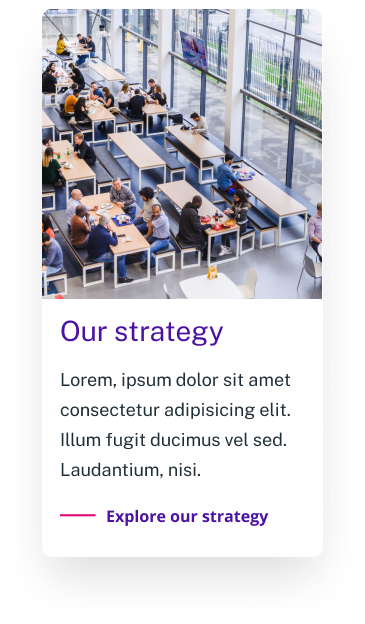 Our strategy
Lorem, ipsum dolor sit amet
consectetur adipisicing elit.
Illum fugit ducimus vel sed.
Laudantium, nisi.
Explore our strategy